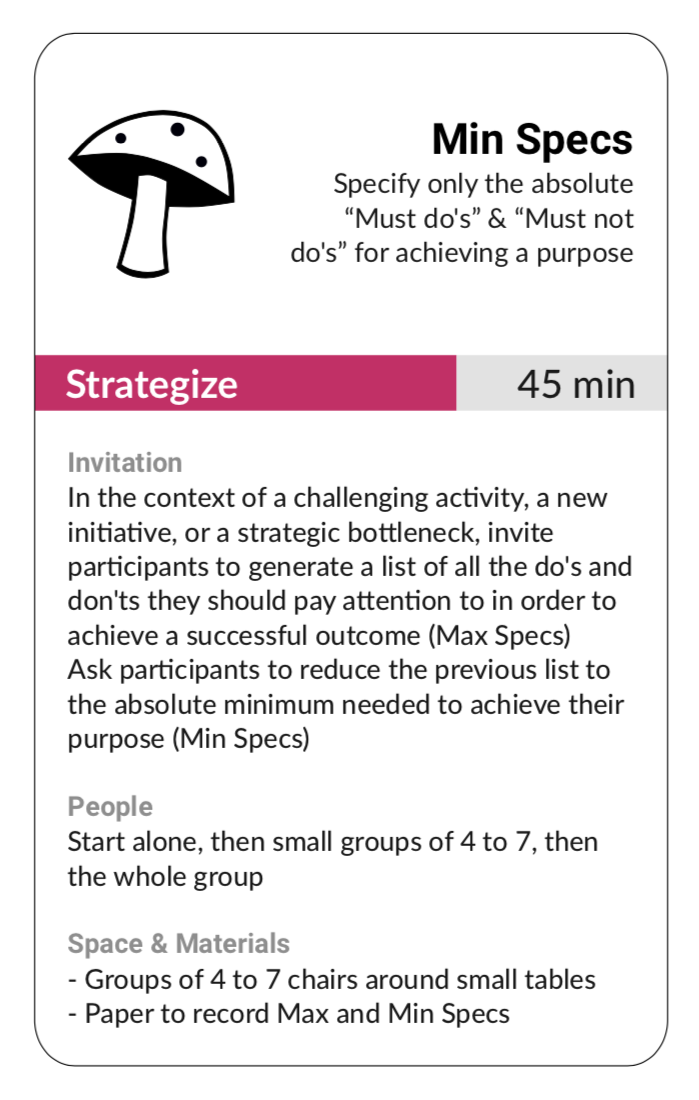 Min Specs
Specify only the absolute
“Must do's” & “Must not
do's” for achieving a purpose
Strategize
45 min
Invitation
In the context of a challenging activity, a new
initiative, or a strategic bottleneck, invite
participants to generate a list of all the do's and
don'ts they should pay attention to in order to
achieve a successful outcome (Max Specs)
Ask participants to reduce the previous list to
the absolute minimum needed to achieve their
purpose (Min Specs)
People
Start alone, then small groups of 4 to 7, then
the whole group
Space & Materials
- Groups of 4 to 7 chairs around small tables
- Paper to record Max and Min Specs